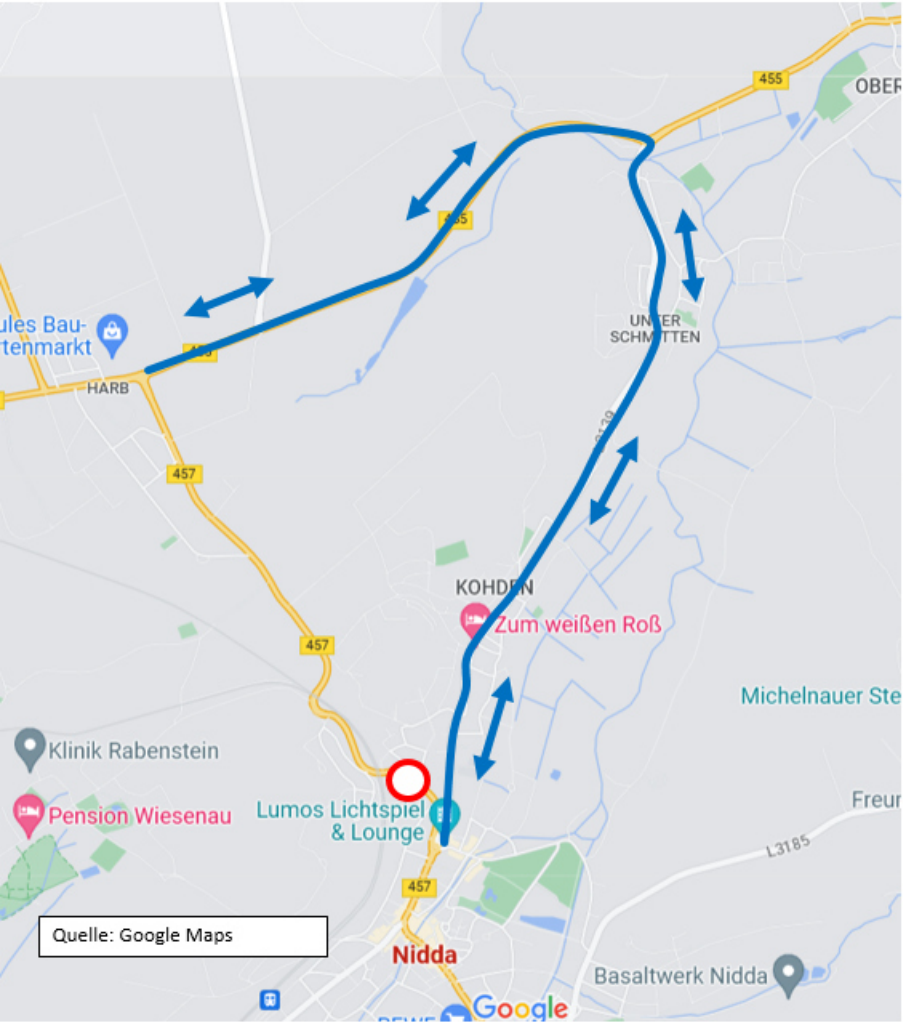 455
OBER
455
ules Bau-
rtenmarkt
HARB
UNTER
SCHMITTEN
457
KOHDEN
Zum weißen Roß
457
Michelnauer Ste
Klinik Rabenstein
Pension Wiesenau
Lumos Lichtspiel
& Lounge
Freun
L3185
457
Quelle: Google Maps
Nidda
Basaltwerk Nidda
Google
REWE